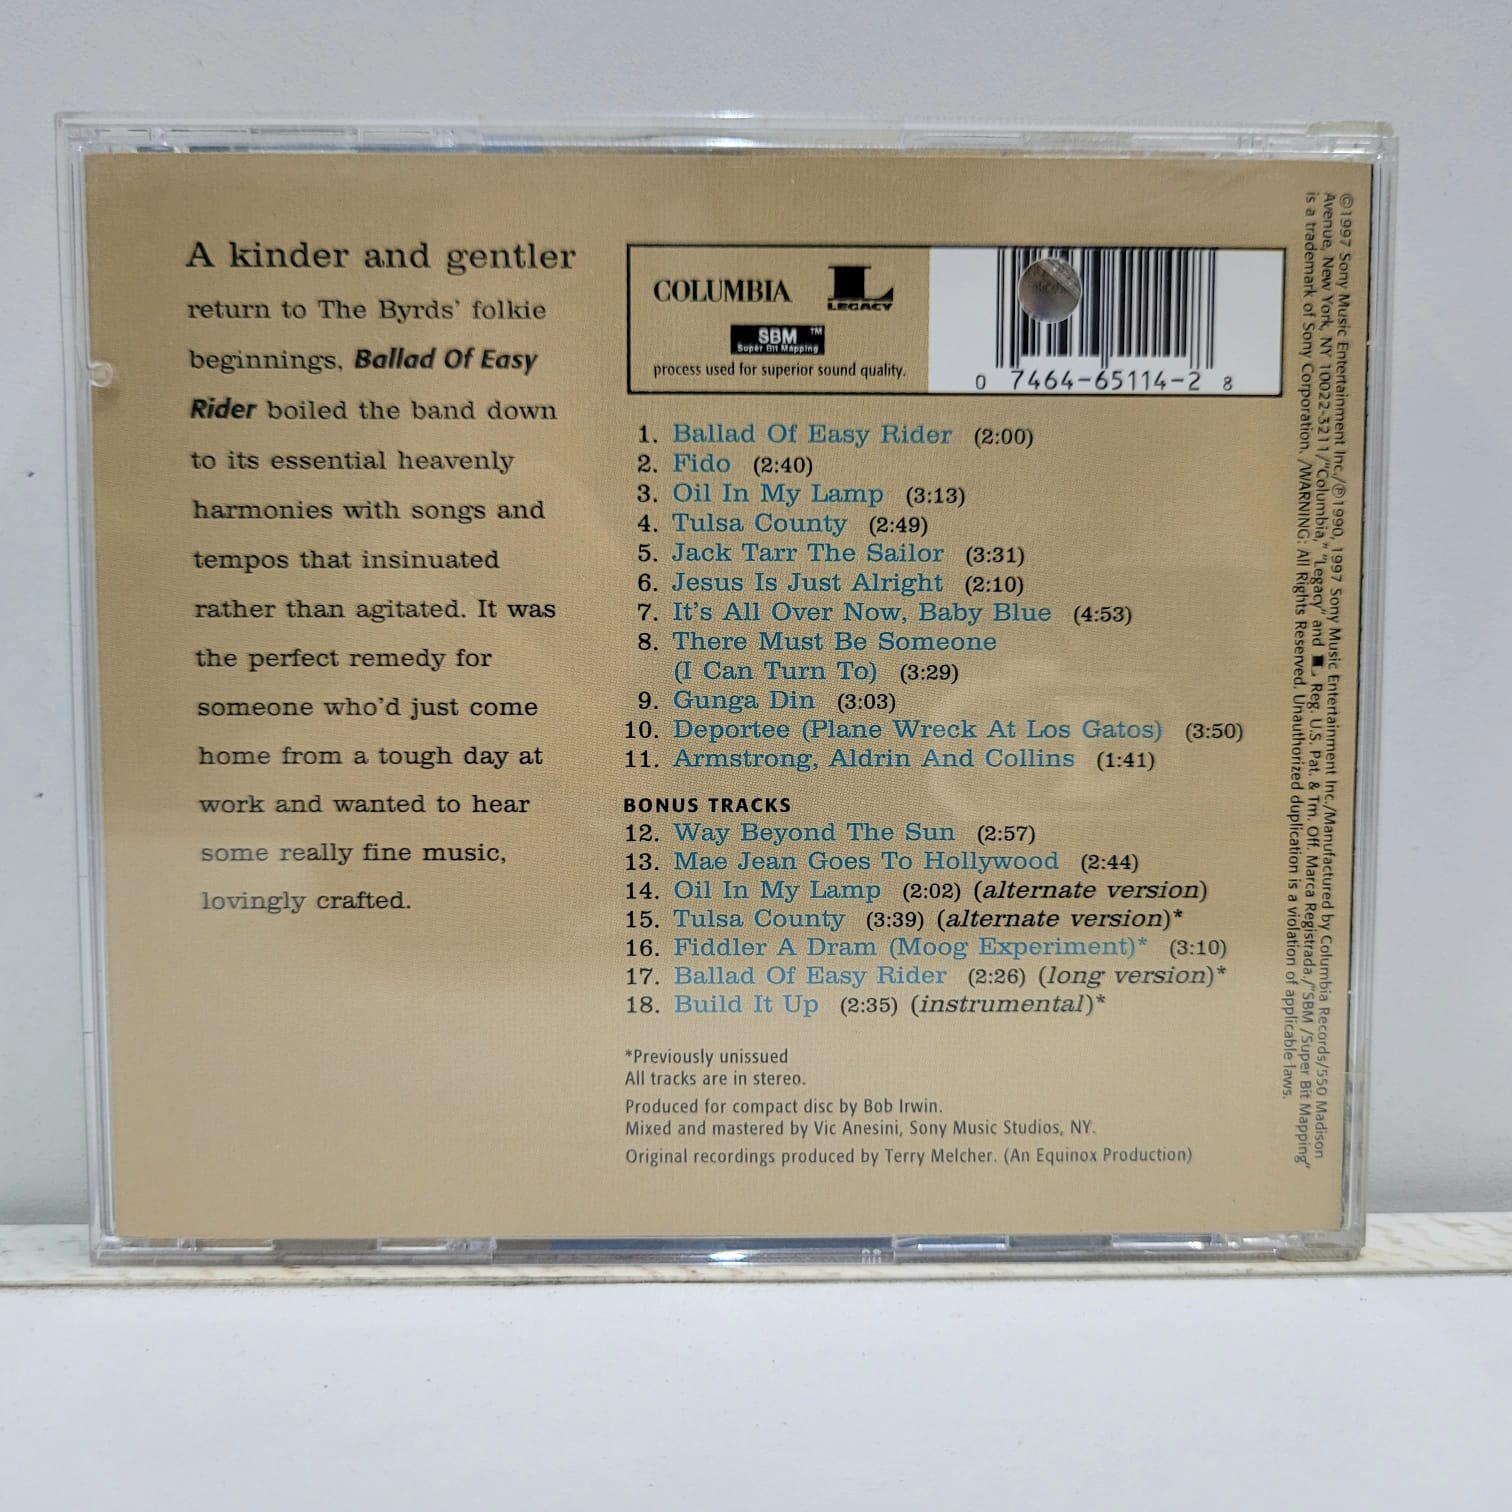 A kinder and gentler
return to The Byrds' folkie
beginnings, Ballad Of Easy
Rider boiled the band down
to its essential heavenly
harmonies with songs and
tempos that insinuated
rather than agitated. It was
the perfect remedy for
someone who'd just come
home from a tough day at
work and wanted to hear
some really fine music,
lovingly crafted.
COLUMBIA
L
LEGACY
SBM™
Super Bit Mapping
process used for superior sound quality.
0 7464-65114-2 8
1. Ballad Of Easy Rider (2:00)
2. Fido (2:40)
3. Oil In My Lamp (3:13)
4. Tulsa County (2:49)
5. Jack Tarr The Sailor (3:31)
6. Jesus Is Just Alright (2:10)
7. It's All Over Now, Baby Blue (4:53)
8. There Must Be Someone
(I Can Turn To) (3:29)
9. Gunga Din (3:03)
10. Deportee (Plane Wreck At Los Gatos) (3:50)
11. Armstrong, Aldrin And Collins (1:41)
BONUS TRACKS
12. Way Beyond The Sun (2:57)
13. Mae Jean Goes To Hollywood (2:44)
14. Oil In My Lamp (2:02) (alternate version)
15. Tulsa County (3:39) (alternate version)*
16. Fiddler A Dram (Moog Experiment)* (3:10)
17. Ballad Of Easy Rider (2:26) (long version)*
18. Build It Up (2:35) (instrumental)*
*Previously unissued
All tracks are in stereo.
Produced for compact disc by Bob Irwin.
Mixed and mastered by Vic Anesini, Sony Music Studios, NY.
Original recordings produced by Terry Melcher. (An Equinox Production)
©1997 Sony Music Entertainment Inc./℗1990, 1997 Sony Music Entertainment Inc./Manufactured by Columbia Records/550 Madison
Avenue, New York, NY 10022-3211/"Columbia," "Legacy" and L Reg. U.S. Pat. & Tm. Off. Marca Registrada./"SBM /Super Bit Mapping"
is a trademark of Sony Corporation. /WARNING: All Rights Reserved. Unauthorized duplication is a violation of applicable laws.